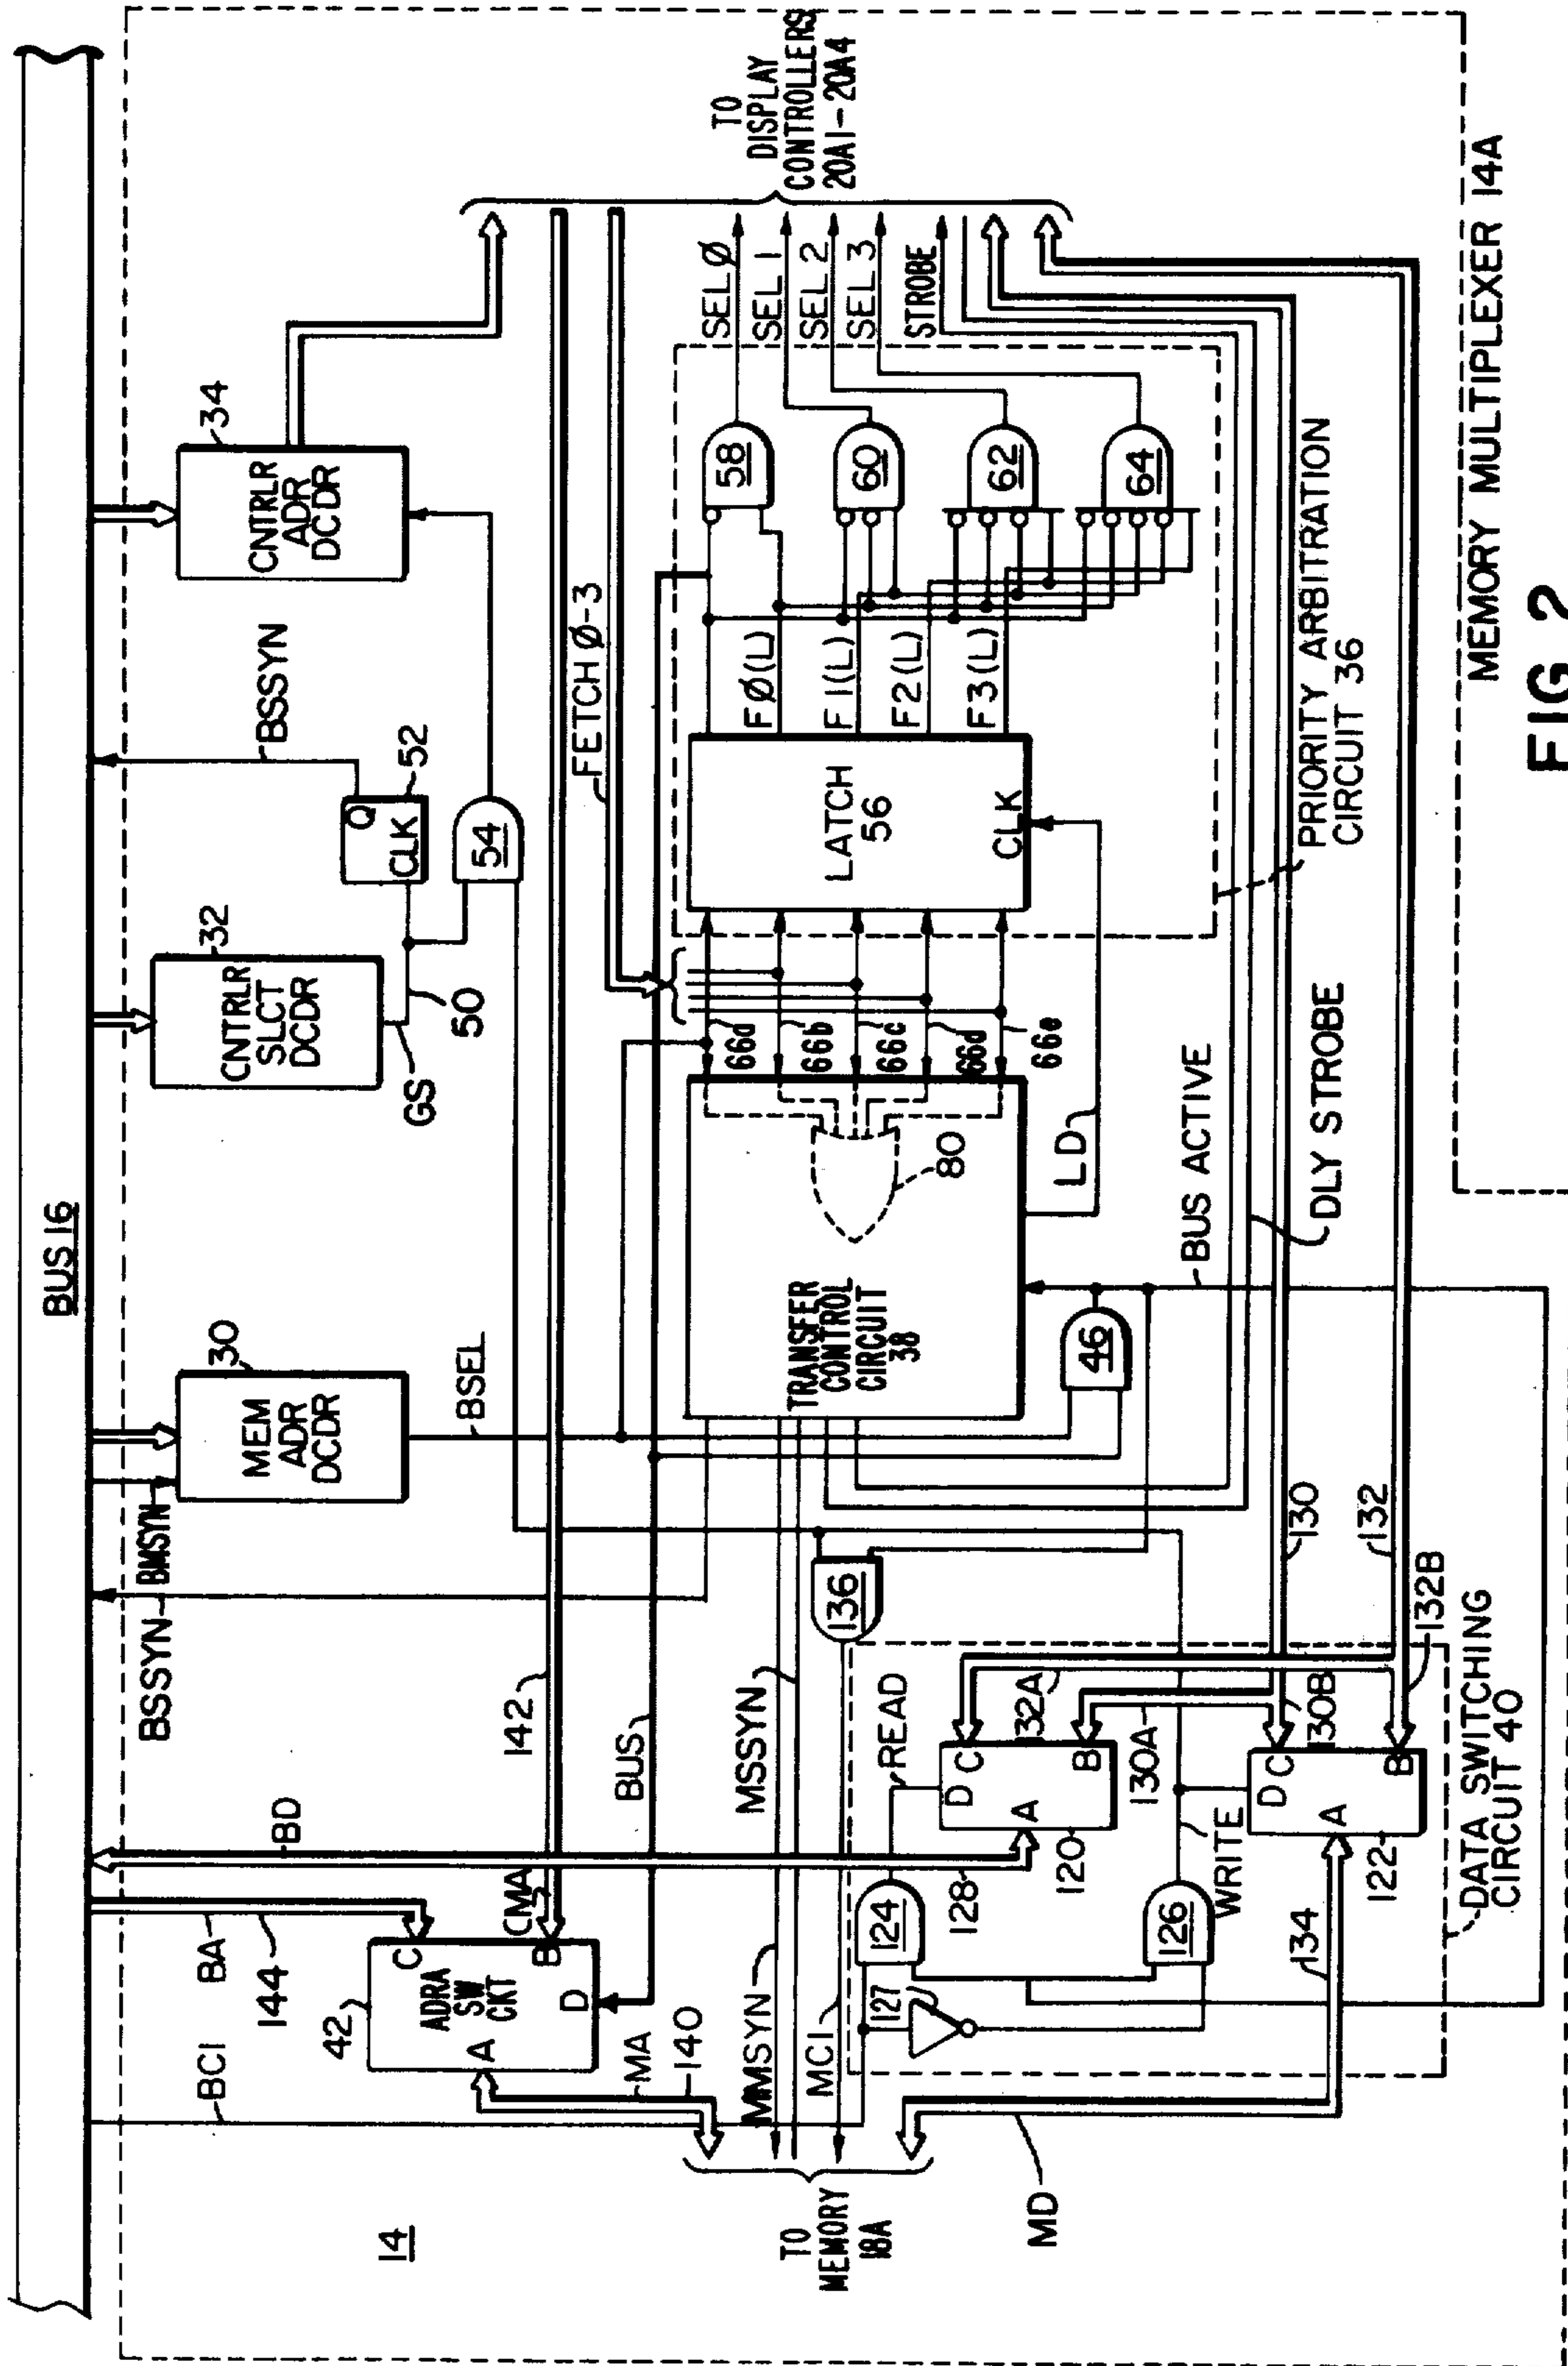 BUS 16
14
BCI
BA
144
BD
BSSYN
BMSYN
30
MEM
ADR
DCDR
BSEL
CNTRLR
SLCT
DCDR
32
GS
50
Q
CLK
52
BSSYN
54
CNTRLR
ADR
DCDR
34
42
ADRA
SW
CKT
A
B
C
D
CMA
142
MA
140
BUS
FETCH Ø-3
TO
DISPLAY
CONTROLLERS
20A1-20A4
TO
MEMORY
18A
MMSYN
MSSYN
MCI
MD
136
TRANSFER
CONTROL
CIRCUIT
38
80
66a
66b
66c
66d
66e
LATCH
56
CLK
LD
FØ(L)
F1(L)
F2(L)
F3(L)
58
60
62
64
SEL Ø
SEL 1
SEL 2
SEL 3
STROBE
46
BUS ACTIVE
DLY STROBE
PRIORITY ARBITRATION
CIRCUIT 36
124
127
126
READ
WRITE
128
120
A
B
C
D
132A
130A
122
A
B
C
D
130B
132B
134
130
132
DATA SWITCHING
CIRCUIT 40
MEMORY MULTIPLEXER 14A
FIG 2